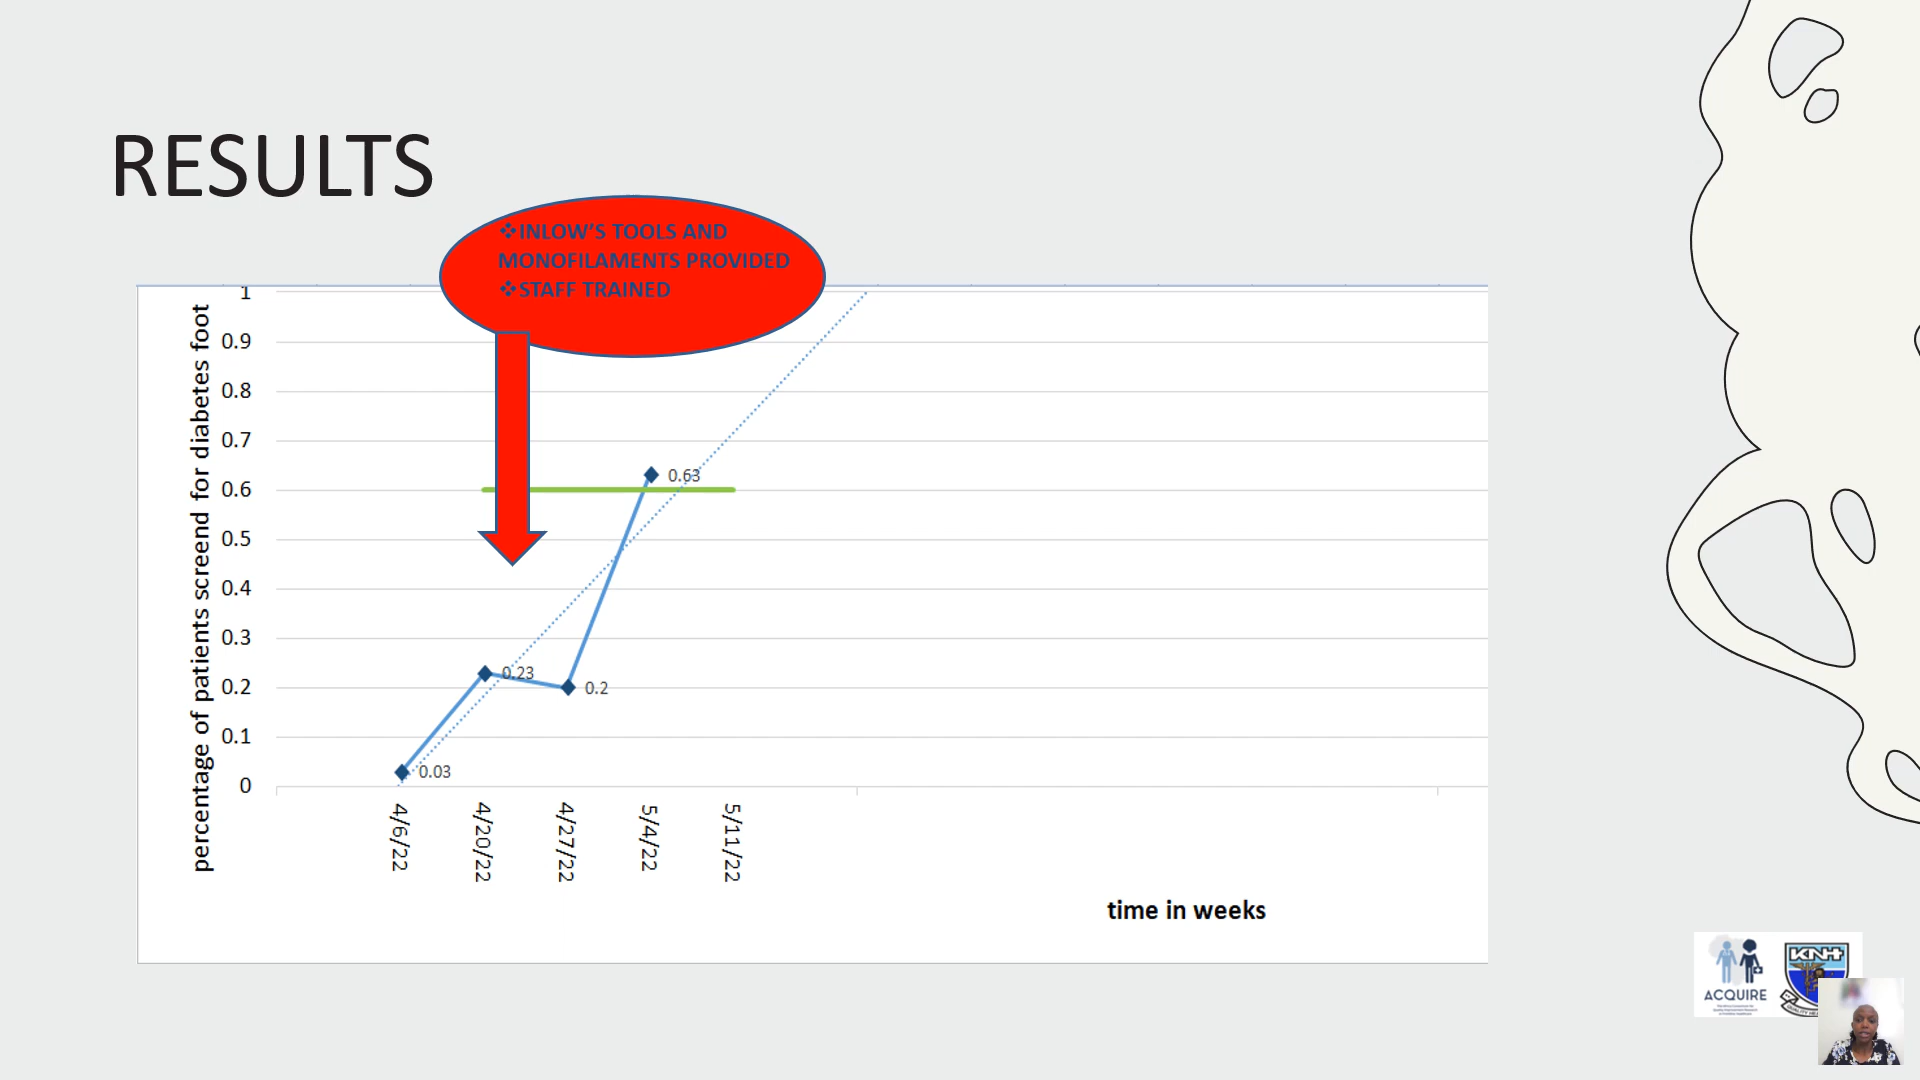 RESULTS
❖INLOW'S TOOLS AND
MONOFILAMENTS PROVIDED
❖STAFF TRAINED
percentage of patients screend for diabetes foot
1
0.9
0.8
0.7
0.6
0.5
0.4
0.3
0.2
0.1
0
0.63
0.23
0.2
0.03
4/6/22
4/20/22
4/27/22
5/4/22
5/11/22
time in weeks
ACQUIRE
KNH